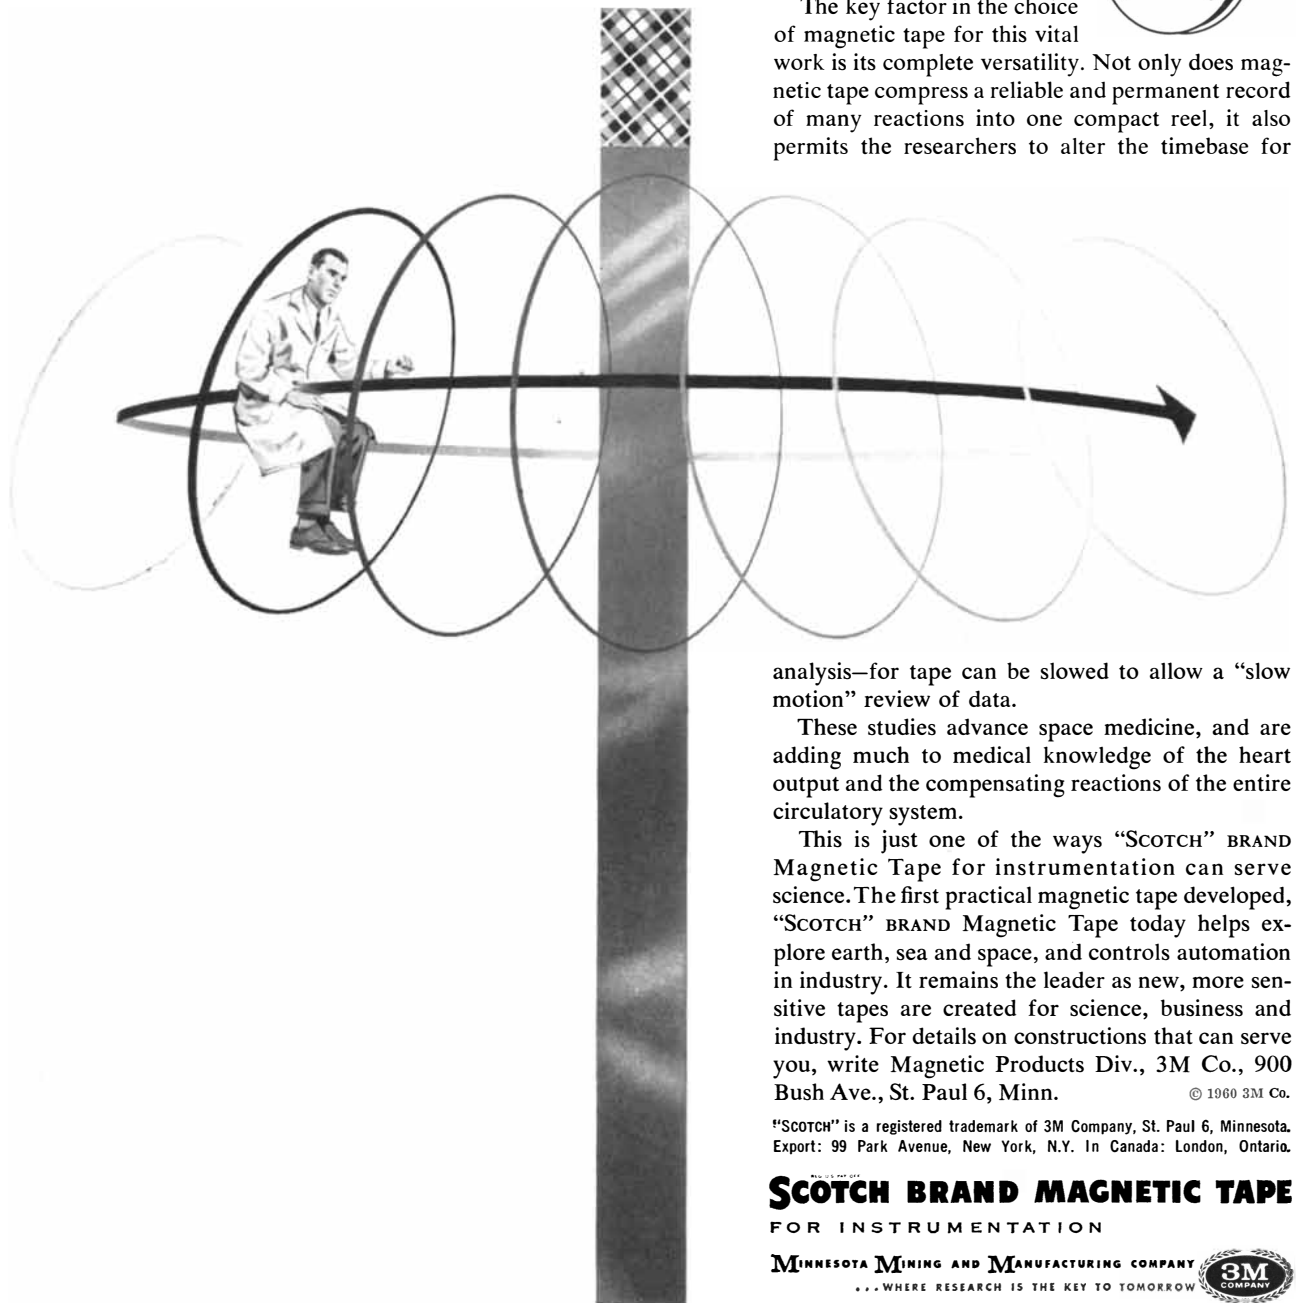 The key factor in the choice
of magnetic tape for this vital
work is its complete versatility. Not only does mag-
netic tape compress a reliable and permanent record
of many reactions into one compact reel, it also
permits the researchers to alter the timebase for
analysis—for tape can be slowed to allow a “slow
motion” review of data.
These studies advance space medicine, and are
adding much to medical knowledge of the heart
output and the compensating reactions of the entire
circulatory system.
This is just one of the ways “SCOTCH” BRAND
Magnetic Tape for instrumentation can serve
science. The first practical magnetic tape developed,
“SCOTCH” BRAND Magnetic Tape today helps ex-
plore earth, sea and space, and controls automation
in industry. It remains the leader as new, more sen-
sitive tapes are created for science, business and
industry. For details on constructions that can serve
you, write Magnetic Products Div., 3M Co., 900
Bush Ave., St. Paul 6, Minn. © 1960 3M Co.
“SCOTCH” is a registered trademark of 3M Company, St. Paul 6, Minnesota.
Export: 99 Park Avenue, New York, N.Y. In Canada: London, Ontario.
REG. U.S. PAT. OFF.
SCOTCH BRAND MAGNETIC TAPE
FOR INSTRUMENTATION
MINNESOTA MINING AND MANUFACTURING COMPANY
...WHERE RESEARCH IS THE KEY TO TOMORROW
3M
COMPANY